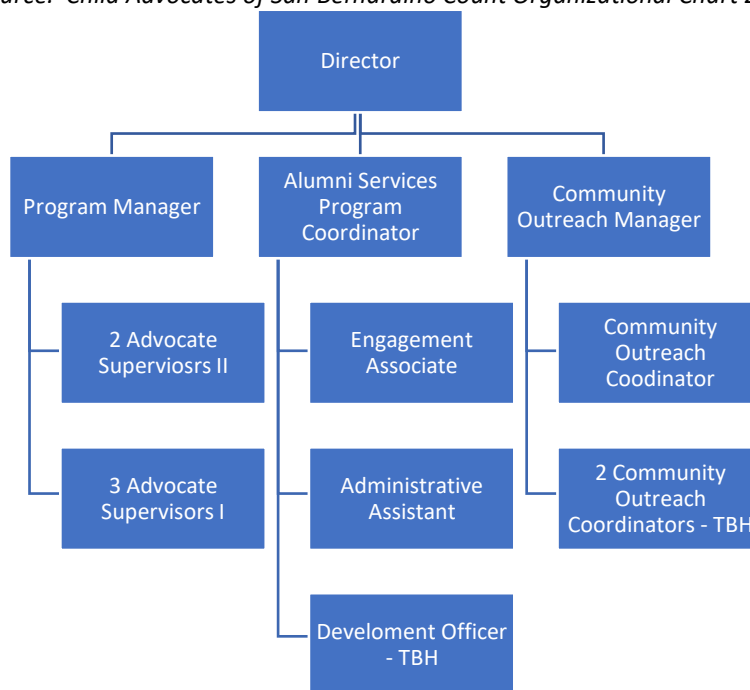 Child Advocates of San Bernardino Count Organizational Chart
Director
Program Manager
Alumni Services
Program
Coordinator
Community
Outreach Manager
2 Advocate
Superviosrs II
Engagement
Associate
Community
Outreach
Coodinator
3 Advocate
Supervisors I
Administrative
Assistant
2 Community
Outreach
Coordinators - TBH
Develoment Officer
- TBH